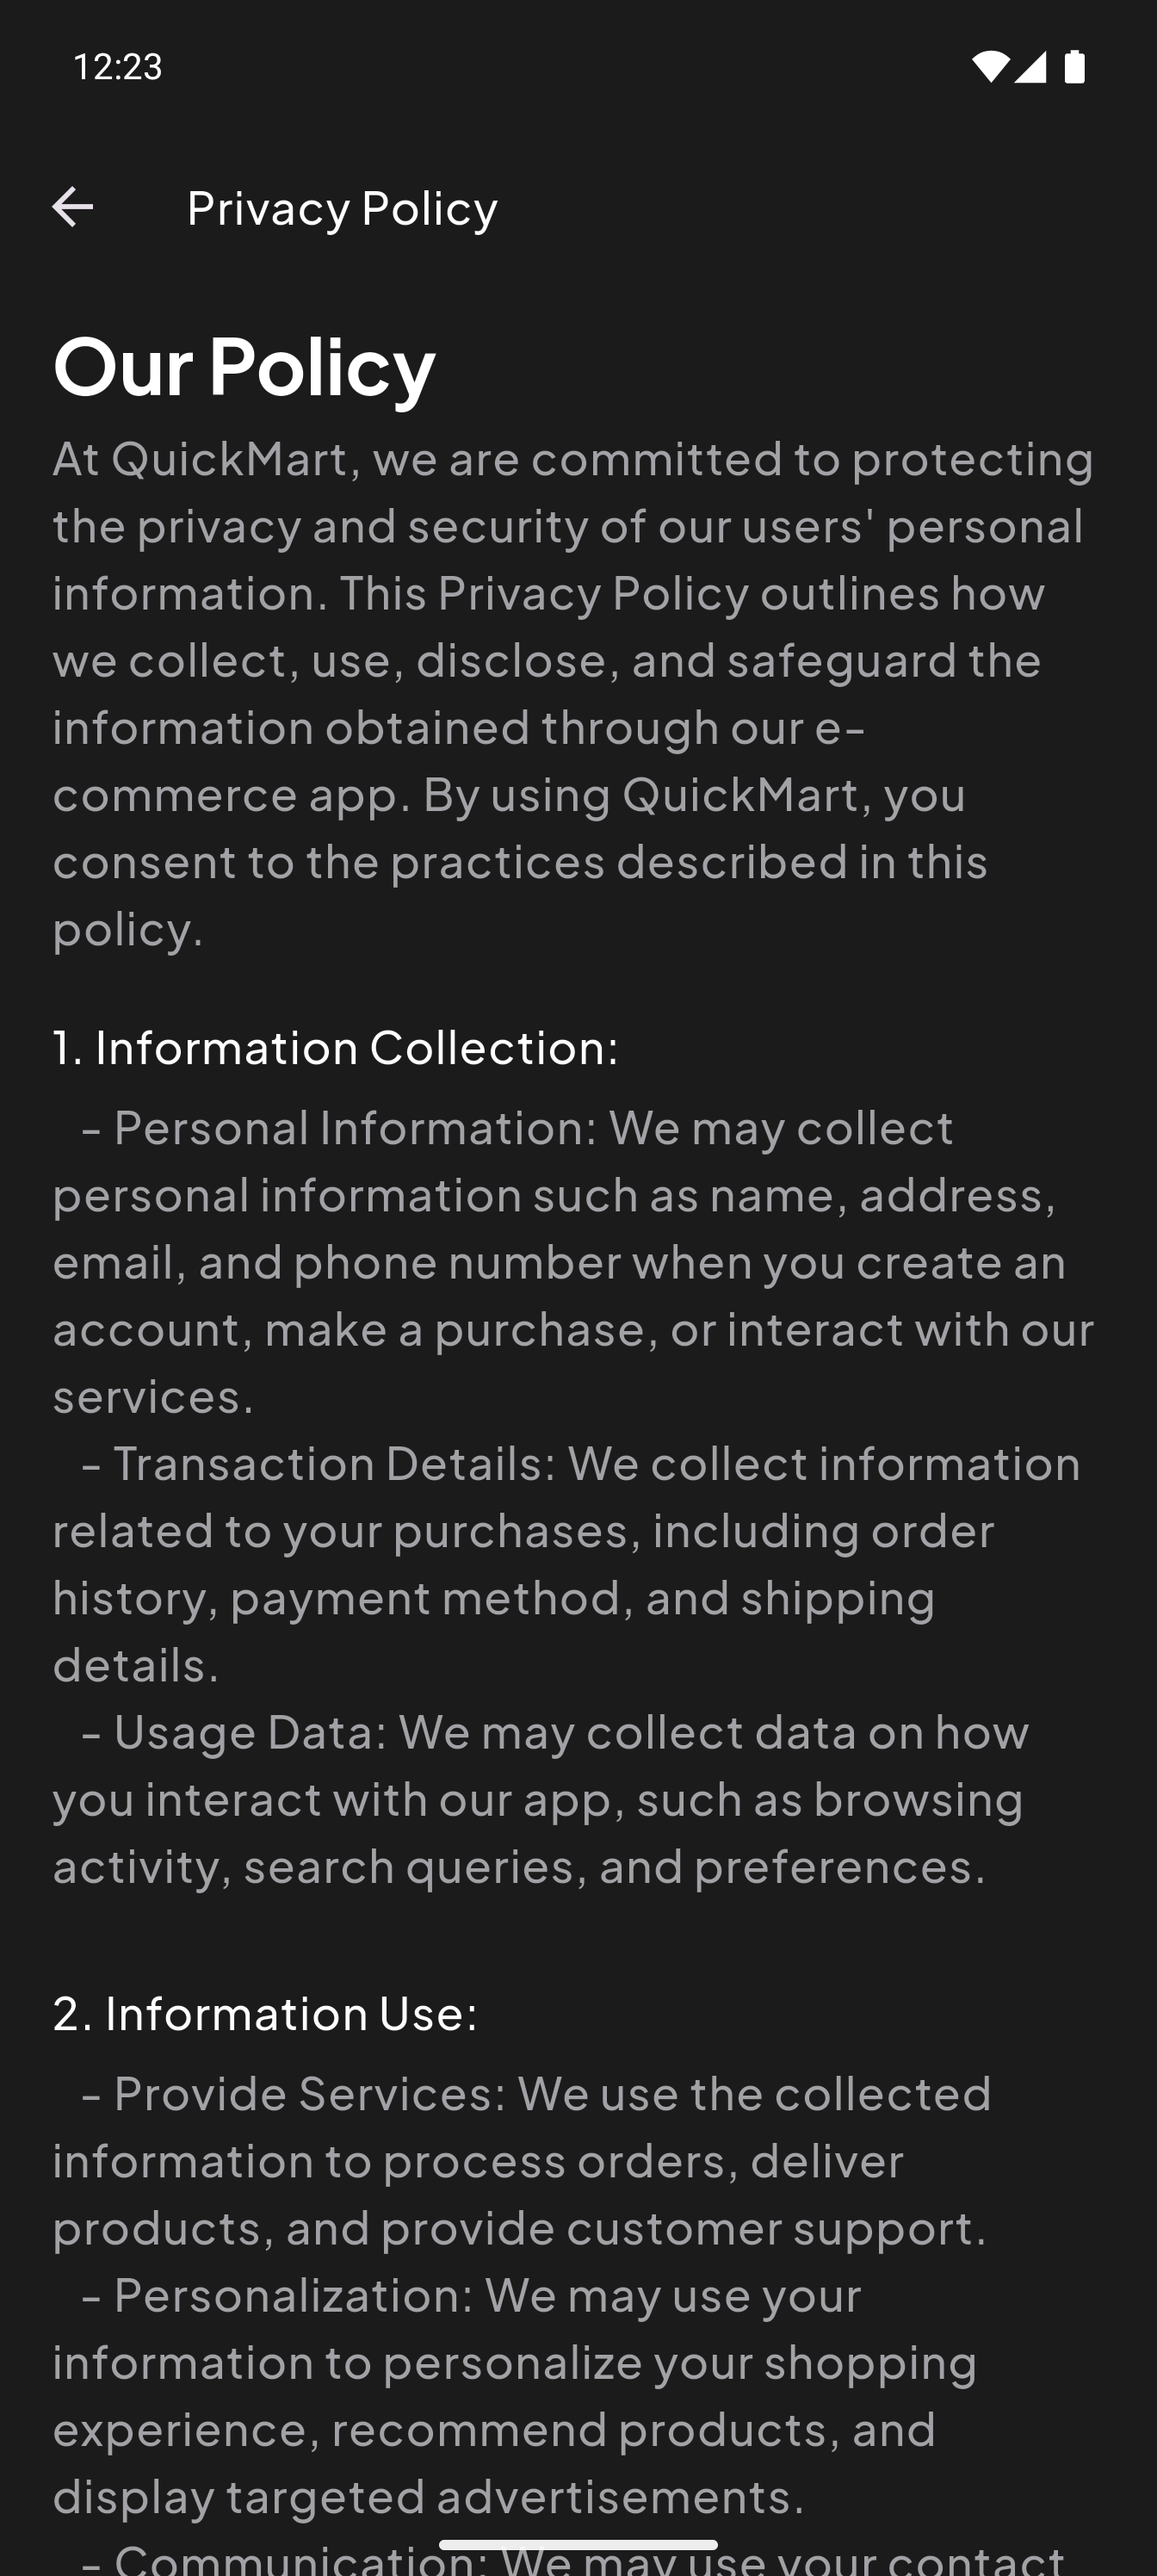 12:23
Privacy Policy
Our Policy
At QuickMart, we are committed to protecting
the privacy and security of our users' personal
information. This Privacy Policy outlines how
we collect, use, disclose, and safeguard the
information obtained through our e-
commerce app. By using QuickMart, you
consent to the practices described in this
policy.
1. Information Collection:
- Personal Information: We may collect
personal information such as name, address,
email, and phone number when you create an
account, make a purchase, or interact with our
services.
- Transaction Details: We collect information
related to your purchases, including order
history, payment method, and shipping
details.
- Usage Data: We may collect data on how
you interact with our app, such as browsing
activity, search queries, and preferences.
2. Information Use:
- Provide Services: We use the collected
information to process orders, deliver
products, and provide customer support.
- Personalization: We may use your
information to personalize your shopping
experience, recommend products, and
display targeted advertisements.
- Communication: We may use your contact